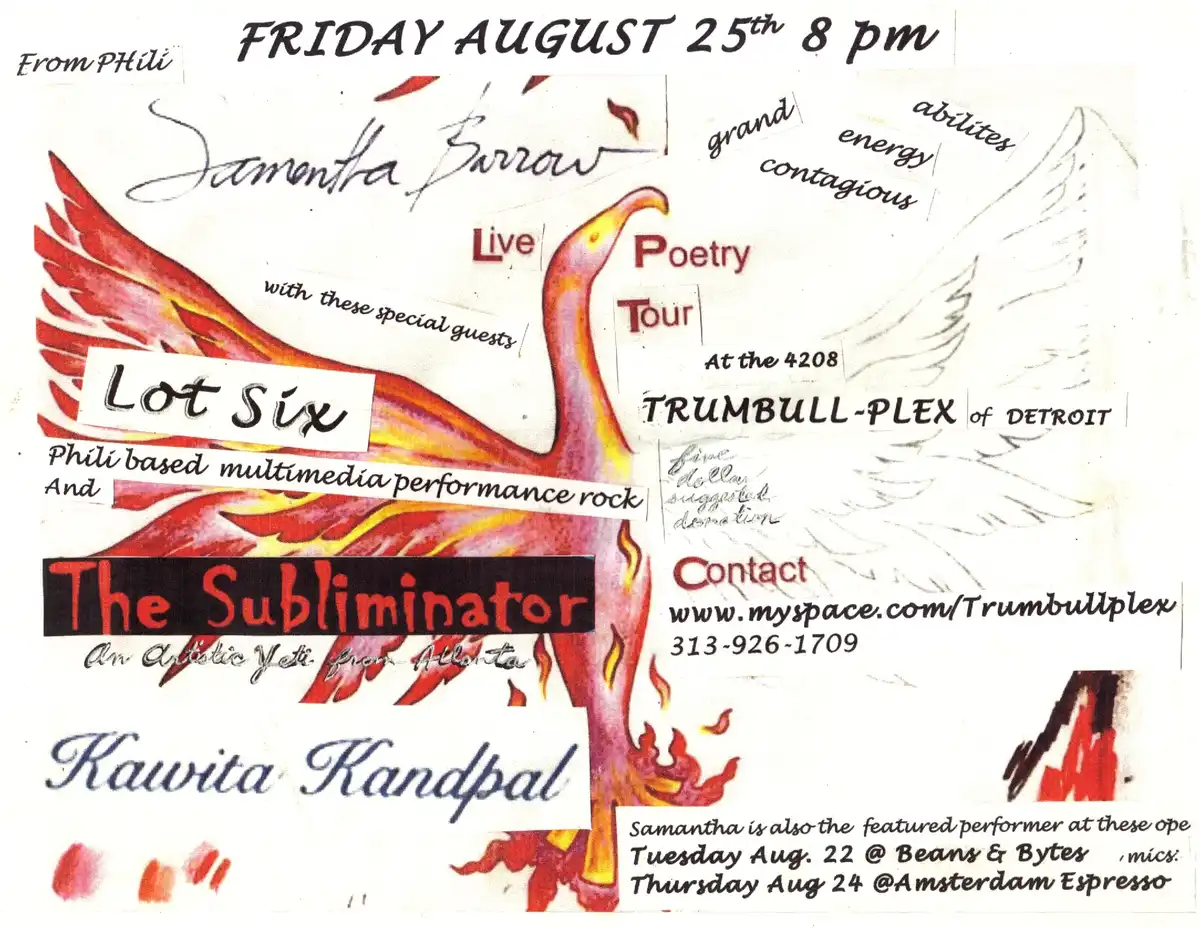 FRIDAY AUGUST 25th 8 pm
From PHili
Samantha Barrow
grand
abilites
energy
contagious
Live Poetry
Tour
with these special guests
At the 4208
TRUMBULL-PLEX of DETROIT
Lot Six
Phili based multimedia performance rock
And
five
dollar
suggested
donation
The Subliminator
An Artistic Yeti from Atlanta
Contact
www.myspace.com/Trumbullplex
313-926-1709
Kawita Kandpal
Samantha is also the featured performer at these ope
Tuesday Aug. 22 @ Beans & Bytes , mics:
Thursday Aug 24 @Amsterdam Espresso